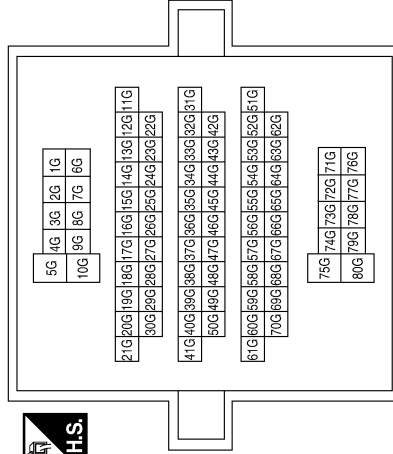 H.S.
5G 4G 3G 2G 1G
10G 9G 8G 7G 6G
21G 20G 19G 18G 17G 16G 15G 14G 13G 12G 11G
30G 29G 28G 27G 26G 25G 24G 23G 22G
41G 40G 39G 38G 37G 36G 35G 34G 33G 32G 31G
50G 49G 48G 47G 46G 45G 44G 43G 42G
61G 60G 59G 58G 57G 56G 55G 54G 53G 52G 51G
70G 69G 68G 67G 66G 65G 64G 63G 62G
75G 74G 73G 72G 71G
80G 79G 78G 77G 76G